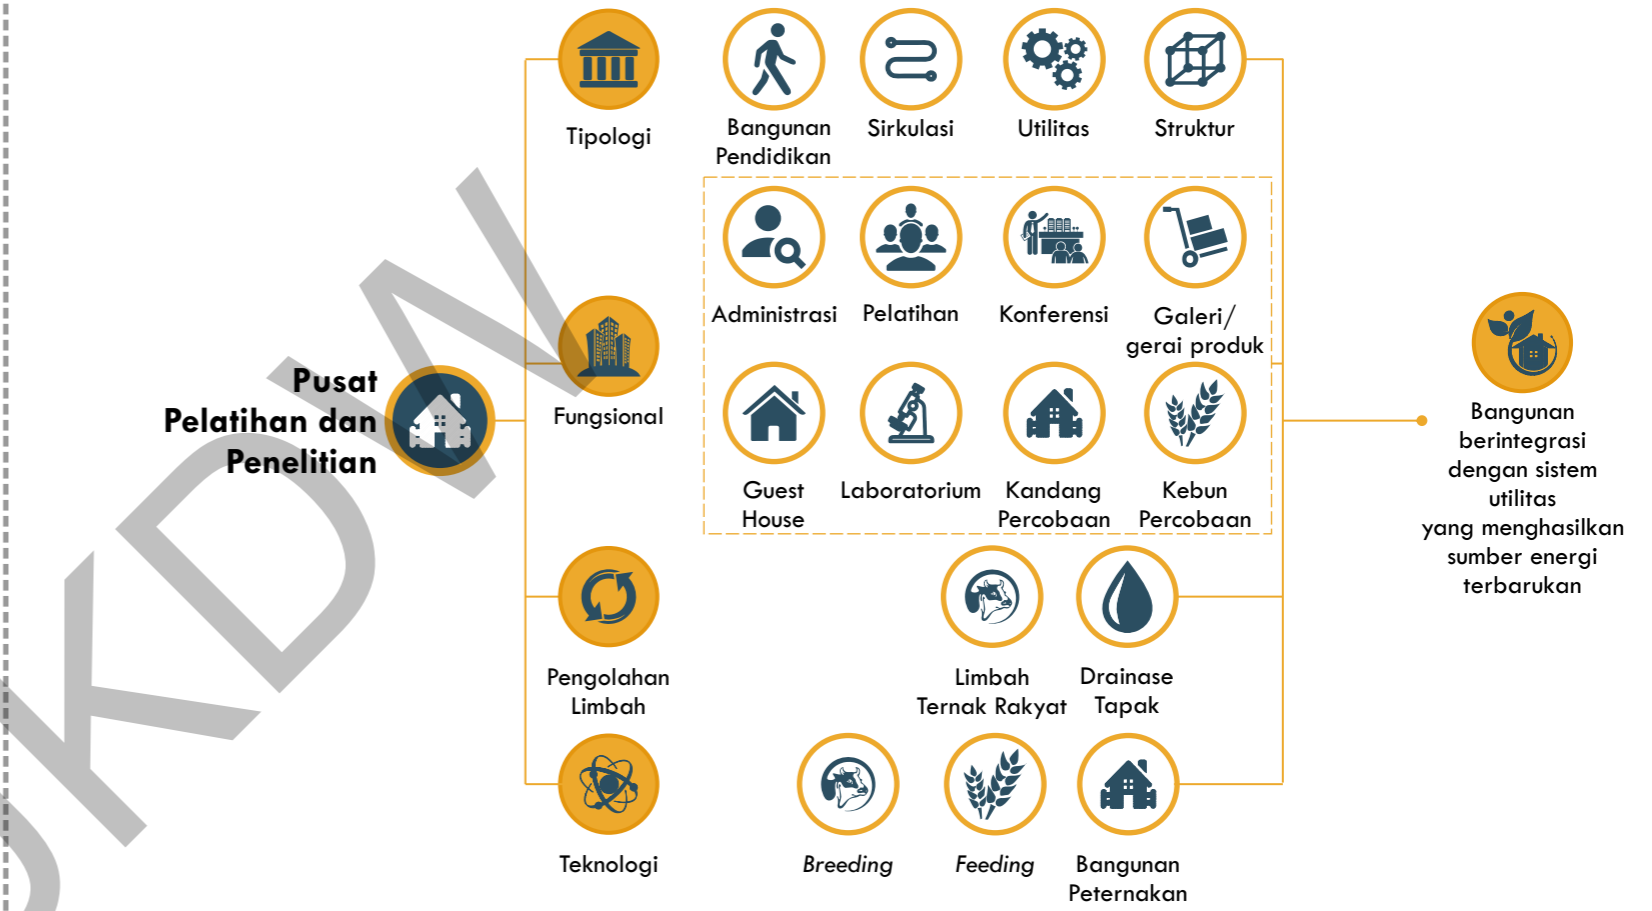 Pusat
Pelatihan dan
Penelitian
Tipologi
Bangunan
Pendidikan
Sirkulasi
Utilitas
Struktur
Fungsional
Administrasi
Pelatihan
Konferensi
Galeri/
gerai produk
Guest
House
Laboratorium
Kandang
Percobaan
Kebun
Percobaan
Pengolahan
Limbah
Limbah
Ternak Rakyat
Drainase
Tapak
Teknologi
Breeding
Feeding
Bangunan
Peternakan
Bangunan
berintegrasi
dengan sistem
utilitas
yang menghasilkan
sumber energi
terbarukan
UKDW